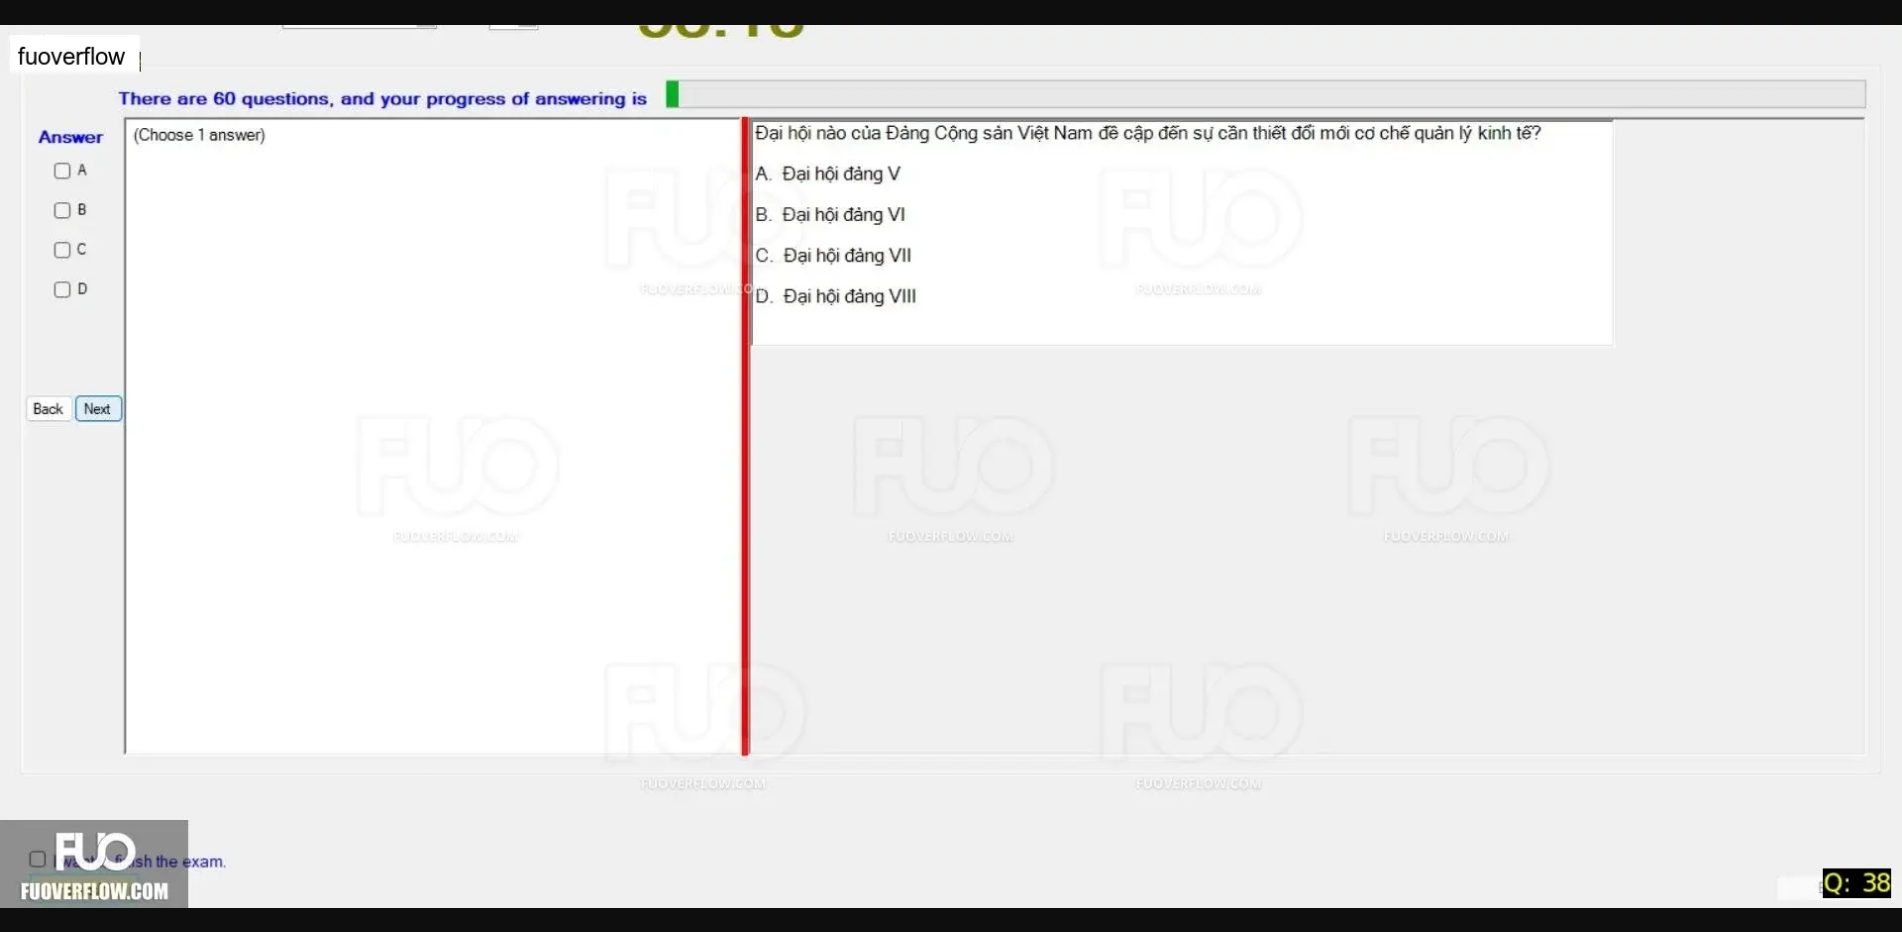 fuoverflow
There are 60 questions, and your progress of answering is
Answer
(Choose 1 answer)
A
B
C
D
Back
Next
Đại hội nào của Đảng Cộng sản Việt Nam đề cập đến sự cần thiết đổi mới cơ chế quản lý kinh tế?
A. Đại hội đảng V
B. Đại hội đảng VI
C. Đại hội đảng VII
D. Đại hội đảng VIII
FUO
FUOVERFLOW.COM
FUO
FUOVERFLOW.COM
FUO
FUOVERFLOW.COM
FUO
FUOVERFLOW.COM
FUO
FUOVERFLOW.COM
FUO
FUOVERFLOW.COM
FUO
FUOVERFLOW.COM
the exam.
FUO
FUOVERFLOW.COM
Q: 38